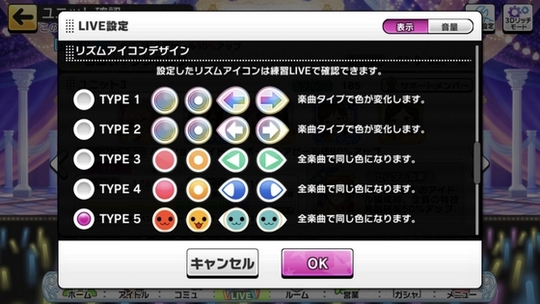 ユニット確認
LIVE設定
表示
音量
3Dリッチ
モード
リズムアイコンデザイン
設定したリズムアイコンは練習LIVEで確認できます。
TYPE 1 楽曲タイプで色が変化します。
TYPE 2 楽曲タイプで色が変化します。
TYPE 3 全楽曲で同じ色になります。
TYPE 4 全楽曲で同じ色になります。
TYPE 5 全楽曲で同じ色になります。
キャンセル
OK
ホーム アイドル コミュ LIVE ルーム 営業 ガシャ メニュー